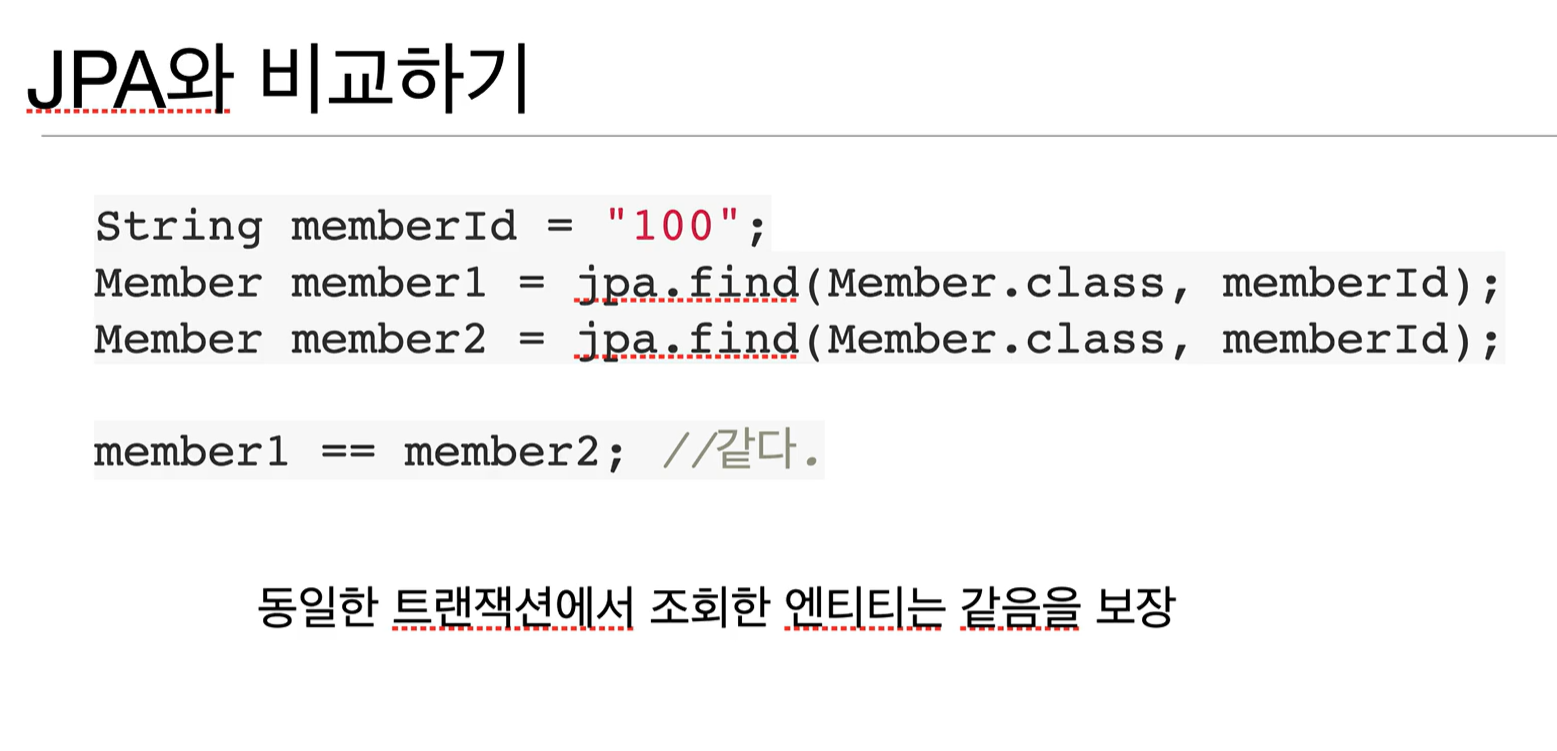 JPA와 비교하기
String memberId = "100";
Member member1 = jpa.find(Member.class, memberId);
Member member2 = jpa.find(Member.class, memberId);
member1 == member2; //같다.
동일한 트랜잭션에서 조회한 엔티티는 같음을 보장